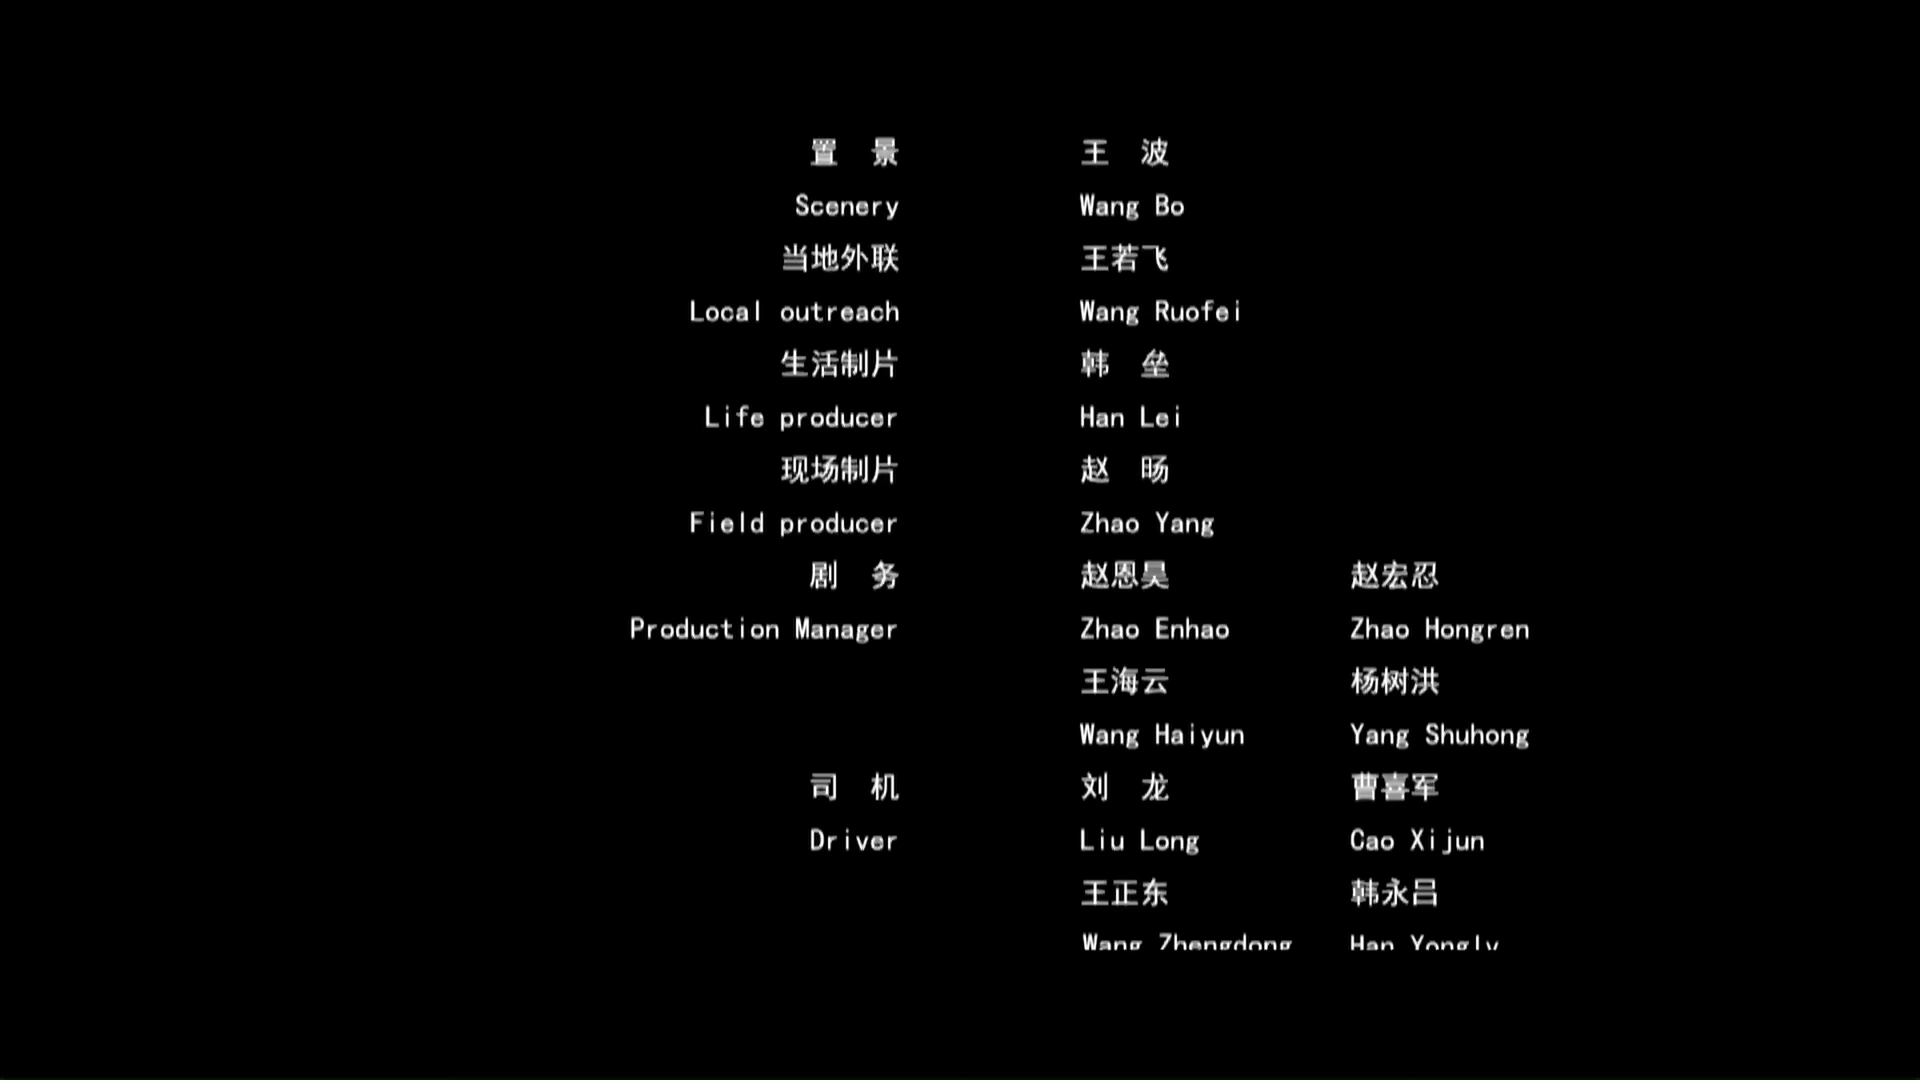 置 景 王 波
Scenery Wang Bo
当地外联 王若飞
Local outreach Wang Ruofei
生活制片 韩 垒
Life producer Han Lei
现场制片 赵 旸
Field producer Zhao Yang
剧 务 赵恩昊 赵宏忍
Production Manager Zhao Enhao Zhao Hongren
王海云 杨树洪
Wang Haiyun Yang Shuhong
司 机 刘 龙 曹喜军
Driver Liu Long Cao Xijun
王正东 韩永吕
Wang Zhengdong Han Yonglv